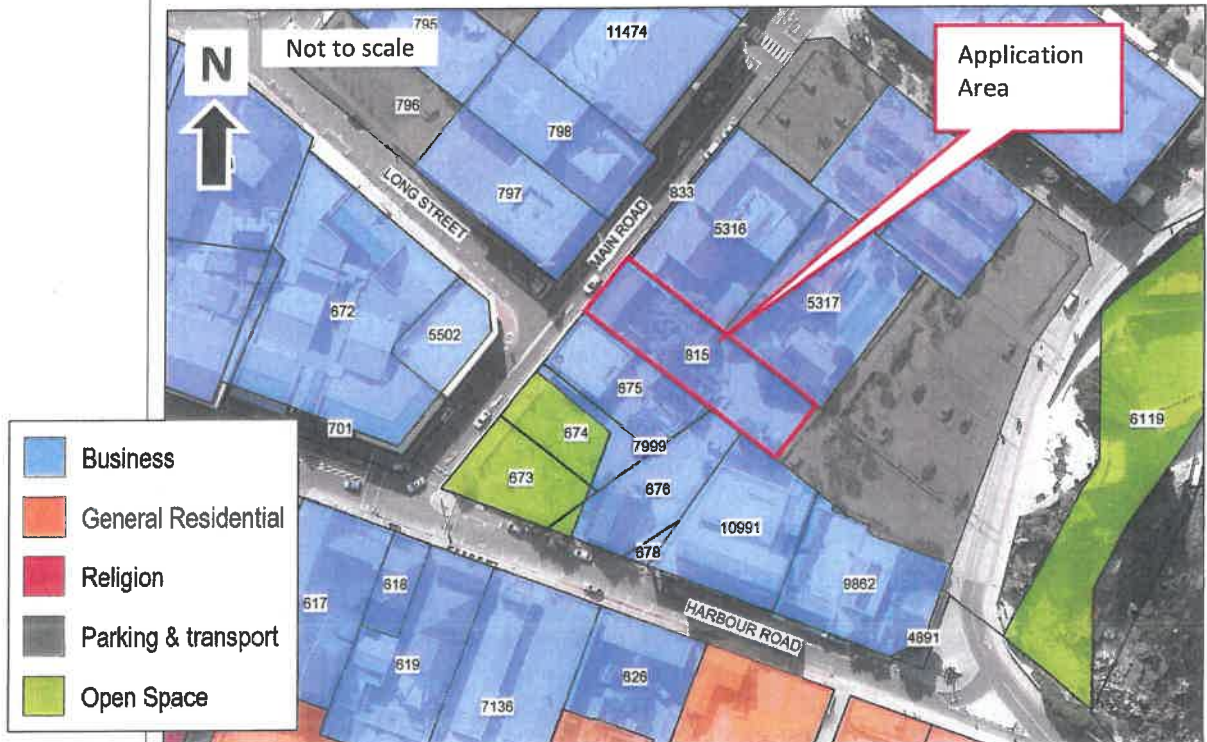 795
11474
Not to scale
N
Application
Area
796
798
LONG STREET
797
833
MAIN ROAD
5316
5317
672
5502
815
675
6119
701
674
7999
673
676
10991
678
9862
HARBOUR ROAD
4891
617
618
619
7136
626
Business
General Residential
Religion
Parking & transport
Open Space